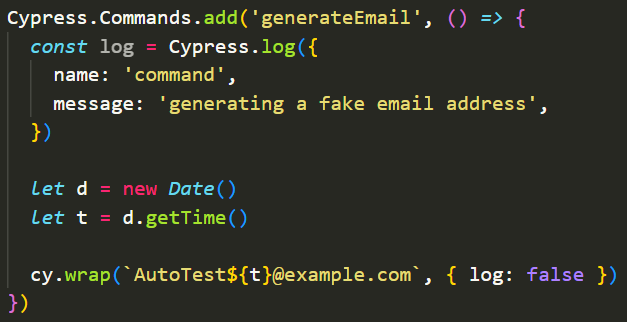 Cypress.Commands.add('generateEmail', () => {
  const log = Cypress.log({
    name: 'command',
    message: 'generating a fake email address',
  })

  let d = new Date()
  let t = d.getTime()

  cy.wrap(`AutoTest${t}@example.com`, { log: false })
})